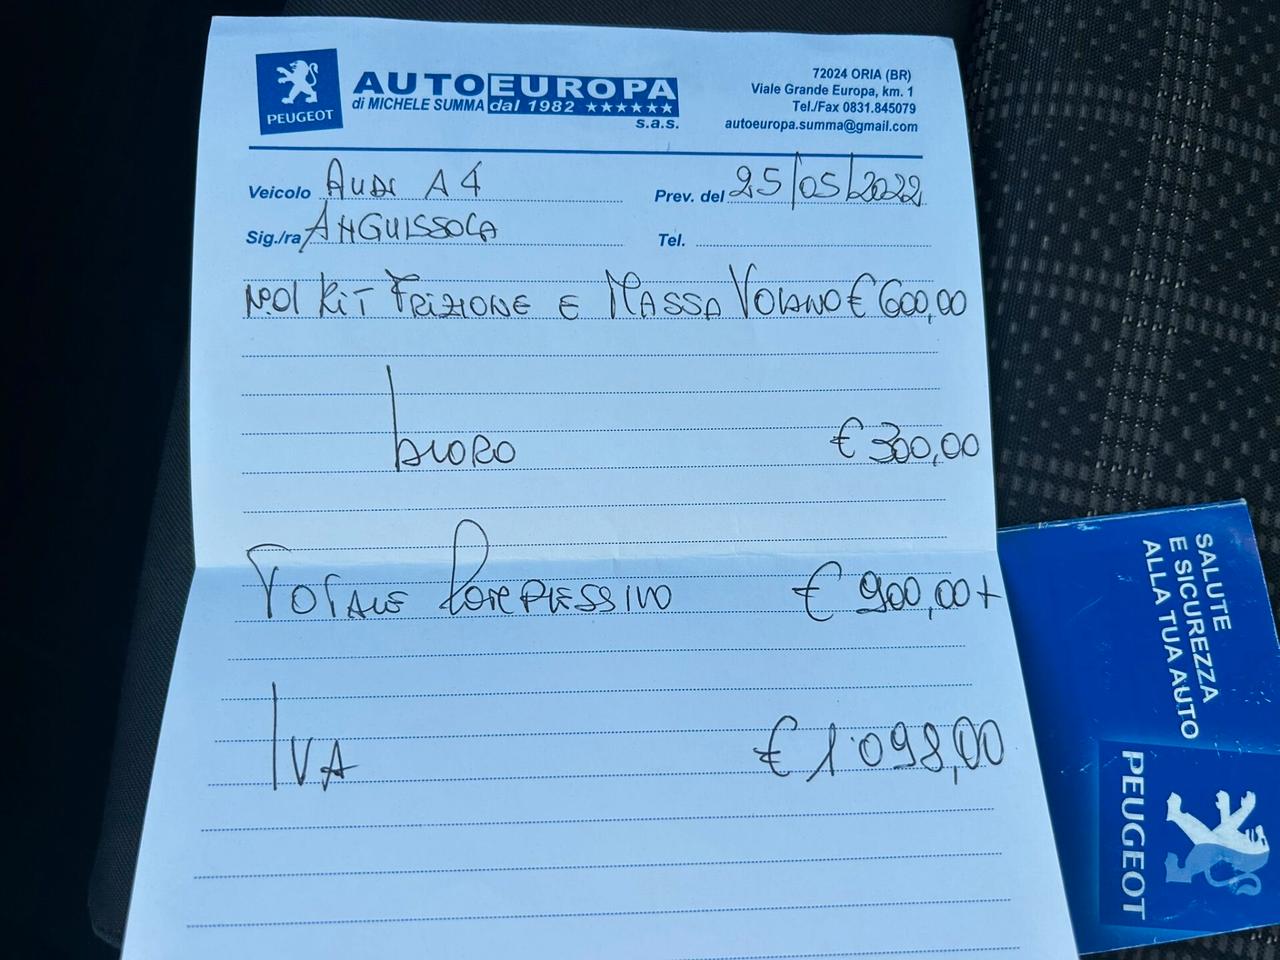 PEUGEOT
AUTOEUROPA
di MICHELE SUMMA dal 1982 ★★★★★★
s.a.s.
72024 ORIA (BR)
Viale Grande Europa, km. 1
Tel./Fax 0831.845079
autoeuropa.summa@gmail.com
Veicolo AUDI A4
Prev. del 25/05/2022
Sig./ra ANGUISSOLA
Tel.
N.01 KIT FRIZIONE E MASSA VOLANO € 600,00
LAVORO € 300,00
TOTALE COMPLESSIVO € 900,00+
IVA € 1.098,00
SALUTE
E SICUREZZA
ALLA TUA AUTO
PEUGEOT